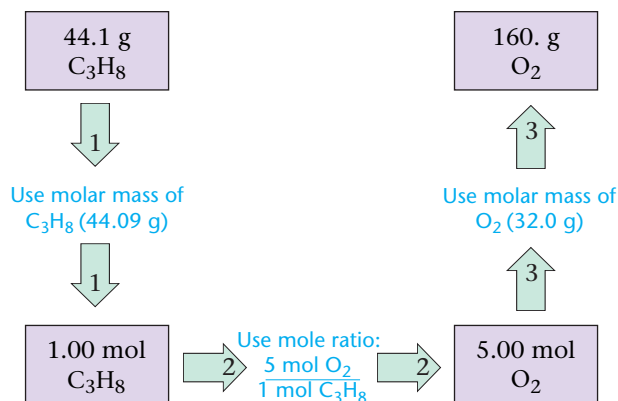 44.1 g
C₃H₈
1
Use molar mass of
C₃H₈ (44.09 g)
1
1.00 mol
C₃H₈
2
Use mole ratio:
5 mol O₂
1 mol C₃H₈
2
5.00 mol
O₂
3
Use molar mass of
O₂ (32.0 g)
3
160. g
O₂